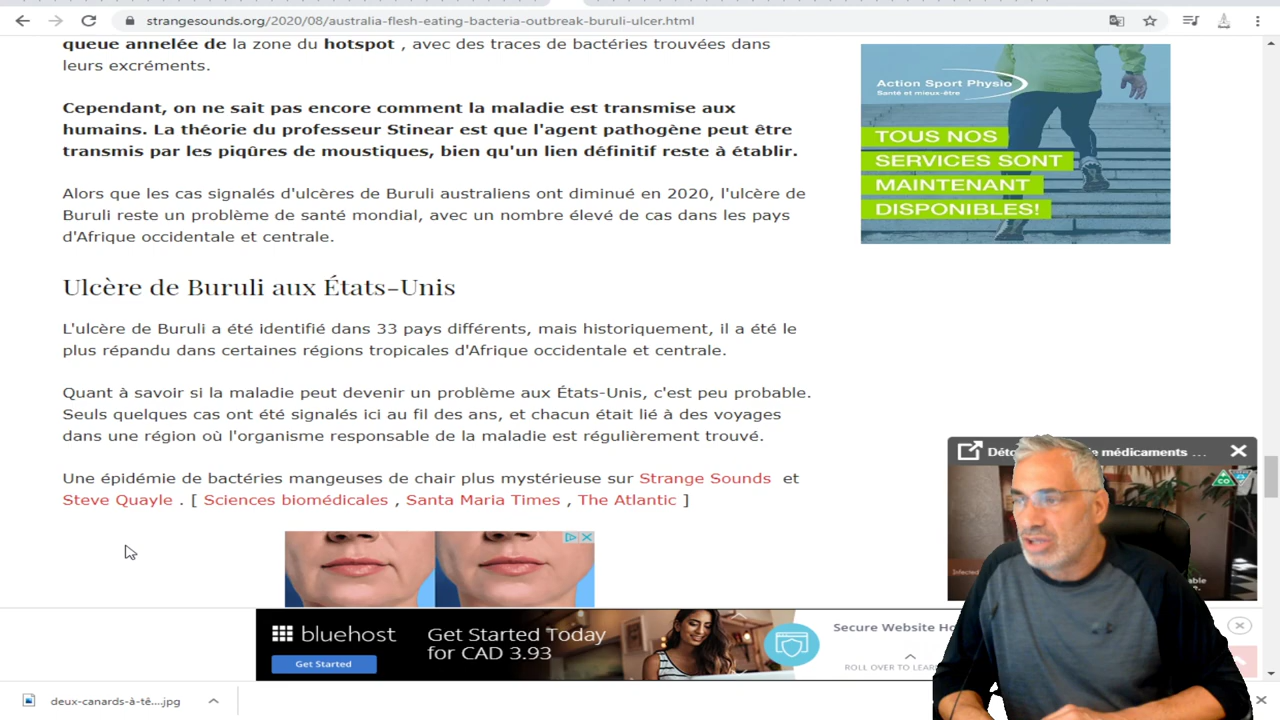 strangesounds.org/2020/08/australia-flesh-eating-bacteria-outbreak-buruli-ulcer.html
queue annelée de la zone du hotspot , avec des traces de bactéries trouvées dans
leurs excréments.
Cependant, on ne sait pas encore comment la maladie est transmise aux
humains. La théorie du professeur Stinear est que l'agent pathogène peut être
transmis par les piqûres de moustiques, bien qu'un lien définitif reste à établir.
Alors que les cas signalés d'ulcères de Buruli australiens ont diminué en 2020, l'ulcère de
Buruli reste un problème de santé mondial, avec un nombre élevé de cas dans les pays
d'Afrique occidentale et centrale.
Ulcère de Buruli aux États-Unis
L'ulcère de Buruli a été identifié dans 33 pays différents, mais historiquement, il a été le
plus répandu dans certaines régions tropicales d'Afrique occidentale et centrale.
Quant à savoir si la maladie peut devenir un problème aux États-Unis, c'est peu probable.
Seuls quelques cas ont été signalés ici au fil des ans, et chacun était lié à des voyages
dans une région où l'organisme responsable de la maladie est régulièrement trouvé.
Une épidémie de bactéries mangeuses de chair plus mystérieuse sur Strange Sounds et
Steve Quayle . [ Sciences biomédicales , Santa Maria Times , The Atlantic ]
Action Sport Physio
Santé et mieux-être
TOUS NOS
SERVICES SONT
MAINTENANT
DISPONIBLES!
Déto médicaments ...
CO
Infected
bluehost
Get Started
Get Started Today
for CAD 3.93
Secure Website Ho
ROLL OVER TO LEAR
deux-canards-à-tê....jpg